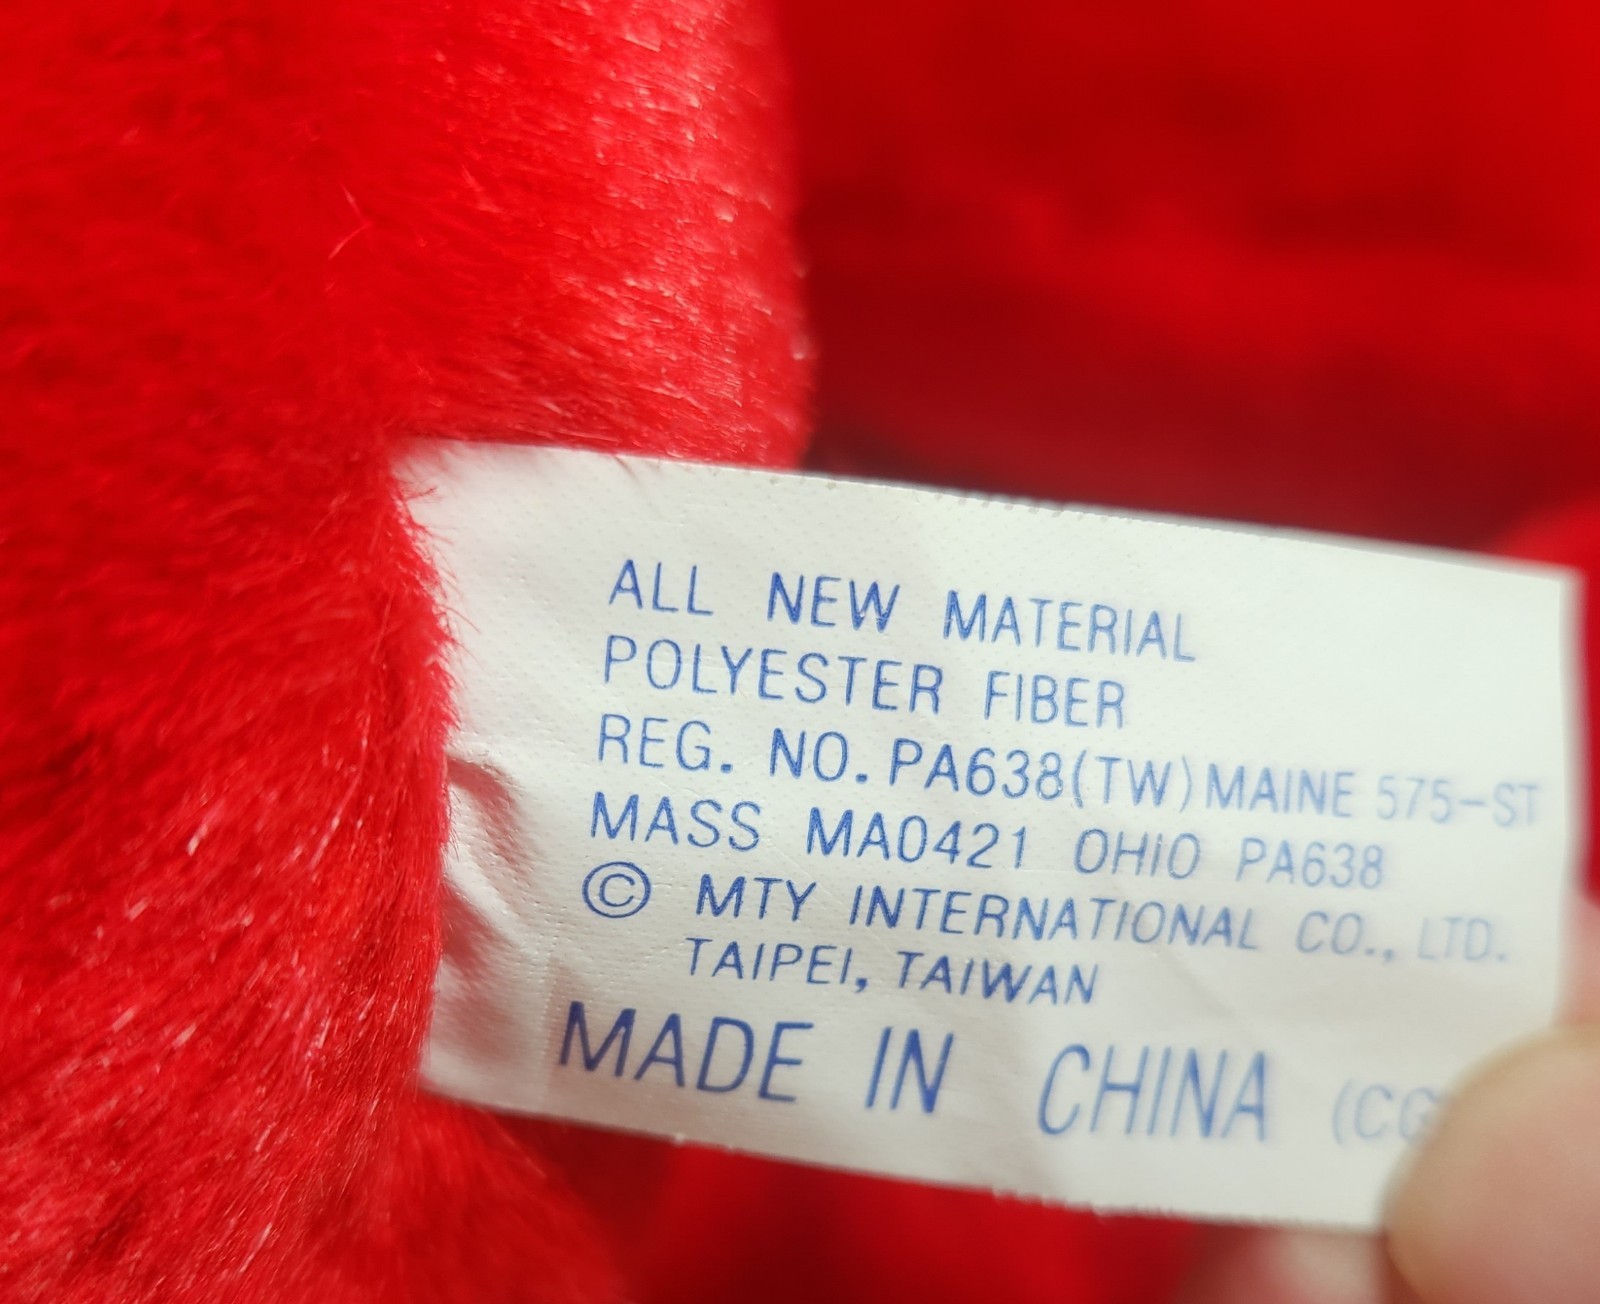 ALL NEW MATERIAL
POLYESTER FIBER
REG. NO. PA638(TW) MAINE 575-ST
MASS MA0421 OHIO PA638
© MTY INTERNATIONAL CO., LTD.
TAIPEI, TAIWAN
MADE IN CHINA